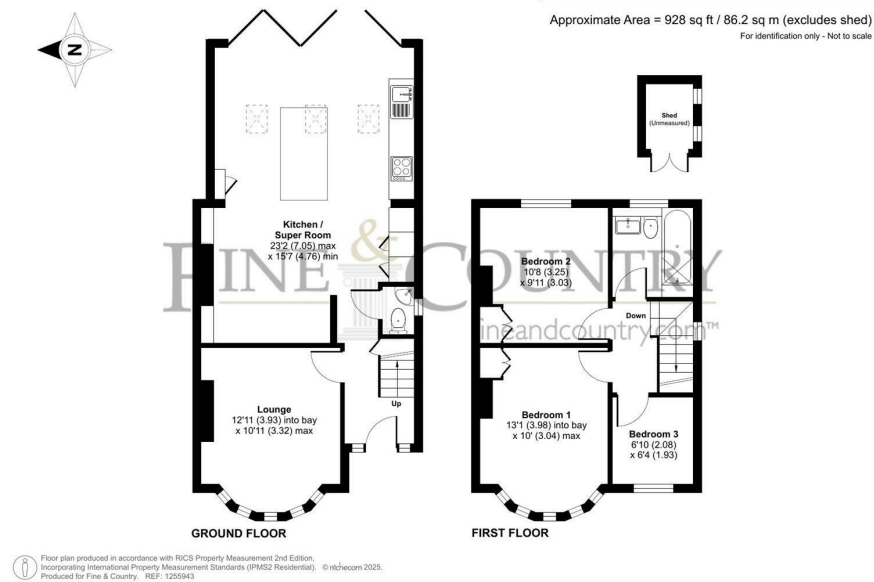 Approximate Area = 928 sq ft / 86.2 sq m (excludes shed)
For identification only - Not to scale
N
Shed
(Unmeasured)
Kitchen /
Super Room
23'2 (7.05) max
x 15'7 (4.76) min
Bedroom 2
10'8 (3.25)
x 9'11 (3.03)
FINE & COUNTRY
fineandcountry.com™
Down
Up
Lounge
12'11 (3.93) into bay
x 10'11 (3.32) max
Bedroom 1
13'1 (3.98) into bay
x 10' (3.04) max
Bedroom 3
6'10 (2.08)
x 6'4 (1.93)
GROUND FLOOR
FIRST FLOOR
Floor plan produced in accordance with RICS Property Measurement 2nd Edition,
Incorporating International Property Measurement Standards (IPMS2 Residential). © nichecom 2025.
Produced for Fine & Country. REF: 1255943